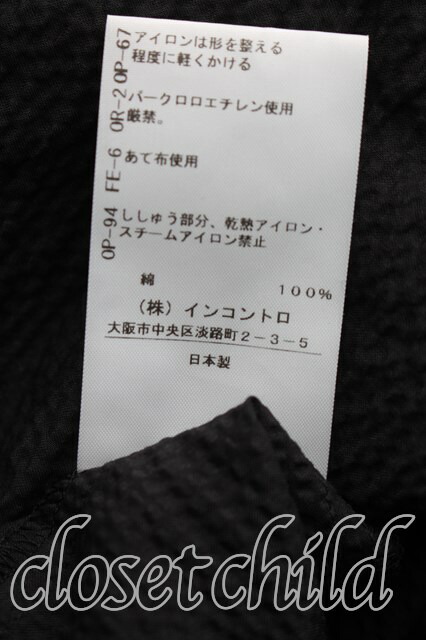 アイロンは形を整える
程度に軽くかける
パークロロエチレン使用
厳禁。
あて布使用
ししゅう部分、乾熱アイロン・
スチームアイロン禁止
綿 100%
(株)インコントロ
大阪市中央区淡路町2-3-5
日本製
OP-94 FE-6 OR-2 OP-67
closet child